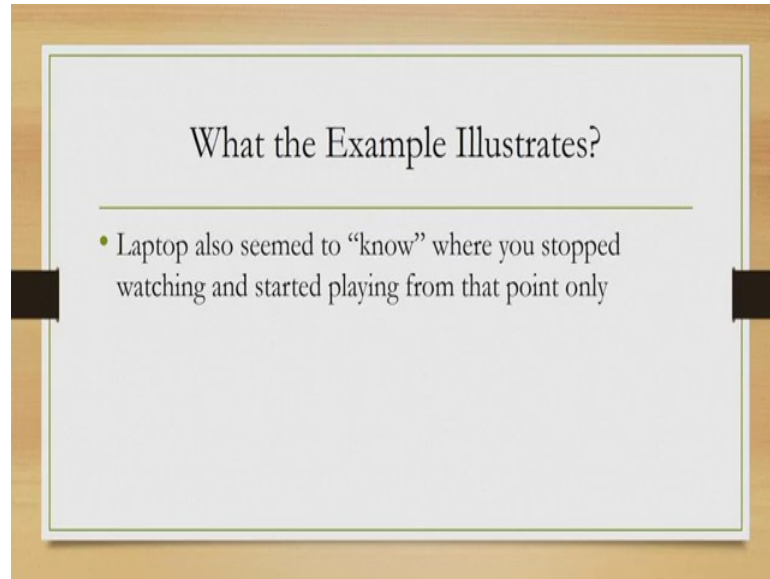 What the Example Illustrates?
• Laptop also seemed to “know” where you stopped
watching and started playing from that point only